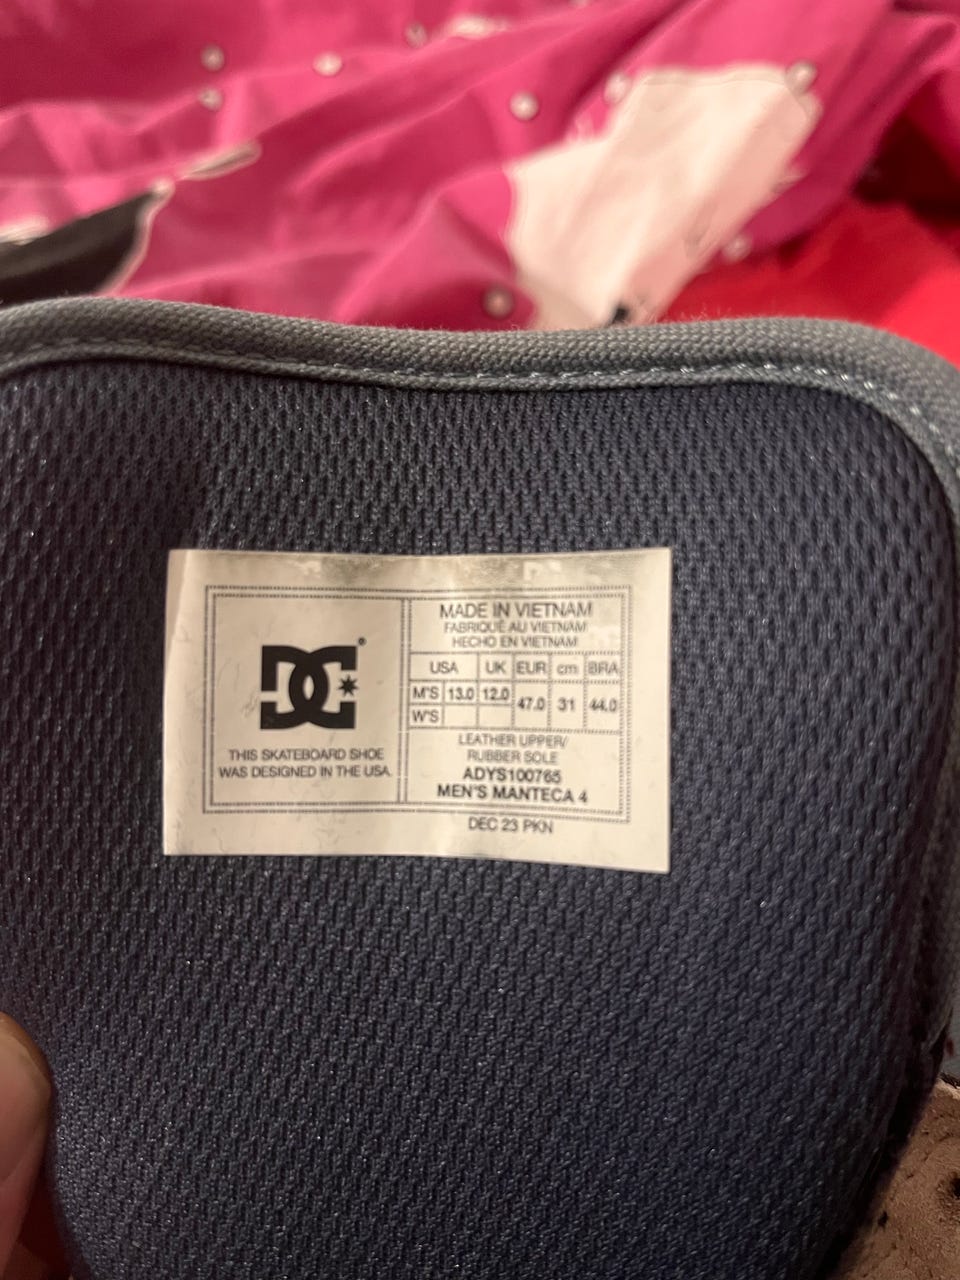 DC
®
THIS SKATEBOARD SHOE
WAS DESIGNED IN THE USA.
MADE IN VIETNAM
FABRIQUÉ AU VIETNAM
HECHO EN VIETNAM
USA UK EUR cm BRA
M'S 13.0 12.0 47.0 31 44.0
W'S
LEATHER UPPER/
RUBBER SOLE
ADYS100765
MEN'S MANTECA 4
DEC 23 PKN